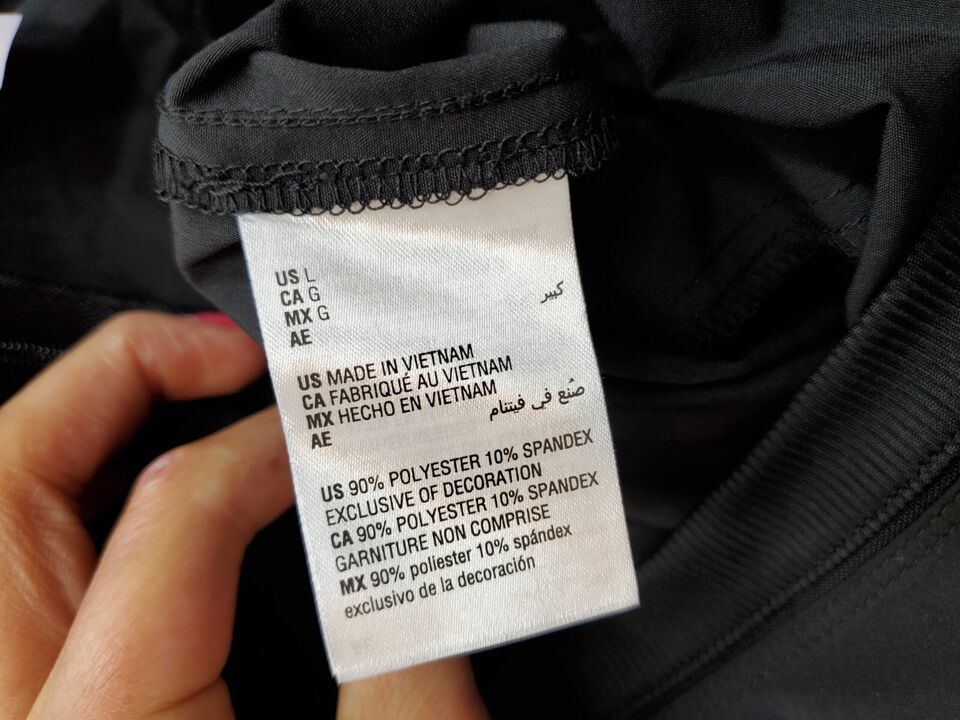 US L
CA G
MX G
AE كبير
US MADE IN VIETNAM
CA FABRIQUÉ AU VIETNAM
MX HECHO EN VIETNAM
AE صُنع في فيتنام
US 90% POLYESTER 10% SPANDEX
EXCLUSIVE OF DECORATION
CA 90% POLYESTER 10% SPANDEX
GARNITURE NON COMPRISE
MX 90% poliester 10% spándex
exclusivo de la decoración